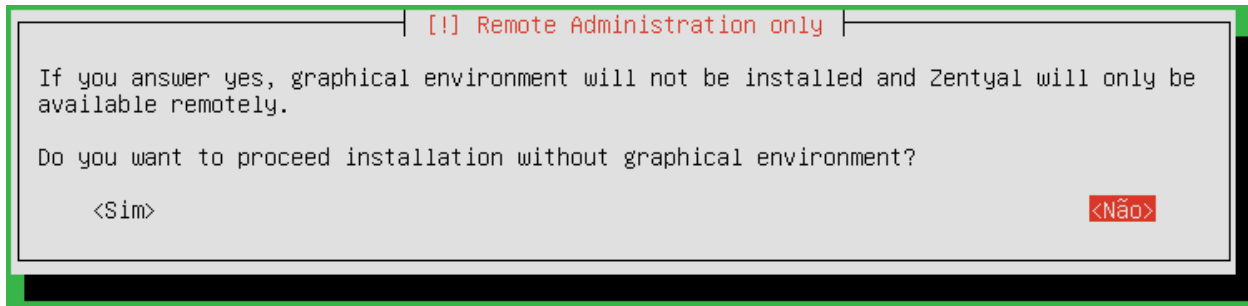 [!] Remote Administration only
If you answer yes, graphical environment will not be installed and Zentyal will only be
available remotely.
Do you want to proceed installation without graphical environment?
<Sim> <Não>